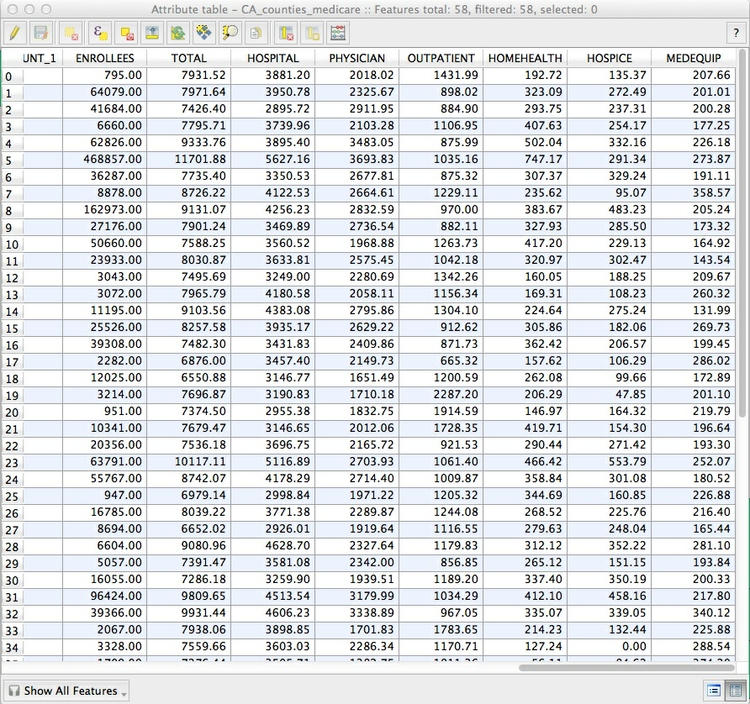 Attribute table - CA_counties_medicare :: Features total: 58, filtered: 58, selected: 0
?
UNT_1 ENROLLEES TOTAL HOSPITAL PHYSICIAN OUTPATIENT HOMEHEALTH HOSPICE MEDEQUIP
0 795.00 7931.52 3881.20 2018.02 1431.99 192.72 135.37 207.66
1 64079.00 7971.64 3950.78 2325.67 898.02 323.09 272.49 201.01
2 41684.00 7426.40 2895.72 2911.95 884.90 293.75 237.31 200.28
3 6660.00 7795.71 3739.96 2103.28 1106.95 407.63 254.17 177.25
4 62826.00 9333.76 3895.40 3483.05 875.99 502.04 332.16 226.18
5 468857.00 11701.88 5627.16 3693.83 1035.16 747.17 291.34 273.87
6 36287.00 7735.40 3350.53 2677.81 875.32 307.37 329.24 191.11
7 8878.00 8726.22 4122.53 2664.61 1229.11 235.62 95.07 358.57
8 162973.00 9131.07 4256.23 2832.59 970.00 383.67 483.23 205.24
9 27176.00 7901.24 3469.89 2736.54 882.11 327.93 285.50 173.32
10 50660.00 7588.25 3560.52 1968.88 1263.73 417.20 229.13 164.92
11 23933.00 8030.87 3633.81 2575.45 1042.18 320.97 302.47 143.54
12 3043.00 7495.69 3249.00 2280.69 1342.26 160.05 188.25 209.67
13 3072.00 7965.79 4180.58 2058.11 1156.34 169.31 108.23 260.32
14 11195.00 9103.56 4383.08 2795.86 1304.10 224.64 275.24 131.99
15 25526.00 8257.58 3935.17 2629.22 912.62 305.86 182.06 269.73
16 39308.00 7482.30 3431.83 2409.86 871.73 362.42 206.57 199.45
17 2282.00 6876.00 3457.40 2149.73 665.32 157.62 106.29 286.02
18 12025.00 6550.88 3146.77 1651.49 1200.59 262.08 99.66 172.89
19 3214.00 7696.87 3190.83 1710.18 2287.20 206.29 47.85 201.10
20 951.00 7374.50 2955.38 1832.75 1914.59 146.97 164.32 219.79
21 10341.00 7679.47 3146.65 2012.06 1728.35 419.71 154.30 196.64
22 20356.00 7536.18 3696.75 2165.72 921.53 290.44 271.42 193.30
23 63791.00 10117.11 5116.89 2703.93 1061.40 466.42 553.79 252.07
24 55767.00 8742.07 4178.29 2714.40 1009.87 358.84 301.08 180.52
25 947.00 6979.14 2998.84 1971.22 1205.32 344.69 160.85 226.88
26 16785.00 8039.22 3771.38 2289.87 1244.08 268.52 225.76 216.40
27 8694.00 6652.02 2926.01 1919.64 1116.55 279.63 248.04 165.44
28 6604.00 9080.96 4628.70 2327.64 1179.83 312.12 352.22 281.10
29 5057.00 7391.47 3581.08 2342.00 856.85 265.12 151.15 193.84
30 16055.00 7286.18 3259.90 1939.51 1189.20 337.40 350.19 200.33
31 96424.00 9809.65 4513.54 3179.99 1034.29 412.10 458.16 217.80
32 39366.00 9931.44 4606.23 3338.89 967.05 335.07 339.05 340.12
33 2067.00 7938.06 3898.85 1701.83 1783.65 214.23 132.44 225.88
34 3328.00 7559.66 3603.03 2286.34 1170.71 127.24 0.00 288.54
Show All Features